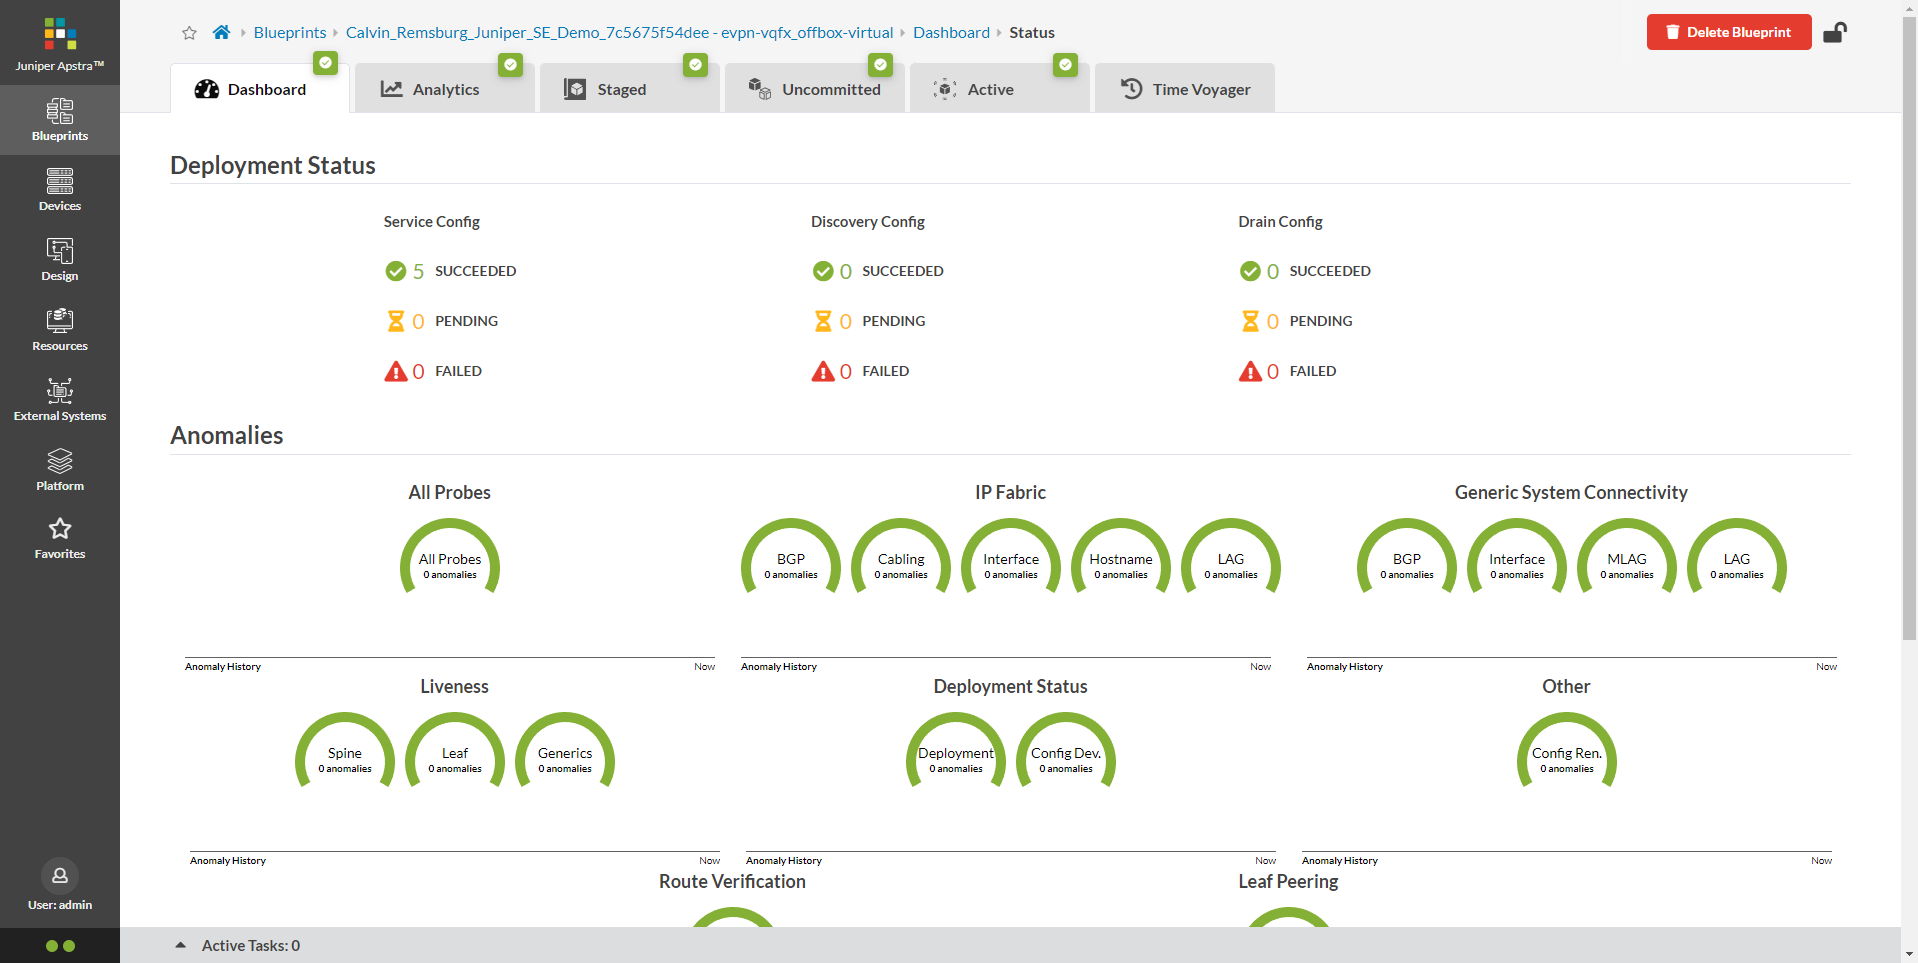 Juniper Apstra™
Blueprints
Devices
Design
Resources
External Systems
Platform
Favorites
User: admin
Blueprints
Calvin_Remsburg_Juniper_SE_Demo_7c5675f54dee - evpn-vqfx_offbox-virtual
Dashboard
Status
Delete Blueprint
Dashboard
Analytics
Staged
Uncommitted
Active
Time Voyager
Deployment Status
Service Config
Discovery Config
Drain Config
5 SUCCEEDED
0 SUCCEEDED
0 SUCCEEDED
0 PENDING
0 PENDING
0 PENDING
0 FAILED
0 FAILED
0 FAILED
Anomalies
All Probes
IP Fabric
Generic System Connectivity
All Probes
0 anomalies
BGP
0 anomalies
Cabling
0 anomalies
Interface
0 anomalies
Hostname
0 anomalies
LAG
0 anomalies
BGP
0 anomalies
Interface
0 anomalies
MLAG
0 anomalies
LAG
0 anomalies
Anomaly History
Now
Anomaly History
Now
Anomaly History
Now
Liveness
Deployment Status
Other
Spine
0 anomalies
Leaf
0 anomalies
Generics
0 anomalies
Deployment
0 anomalies
Config Dev.
0 anomalies
Config Ren.
0 anomalies
Anomaly History
Now
Anomaly History
Now
Anomaly History
Now
Route Verification
Leaf Peering
Active Tasks: 0